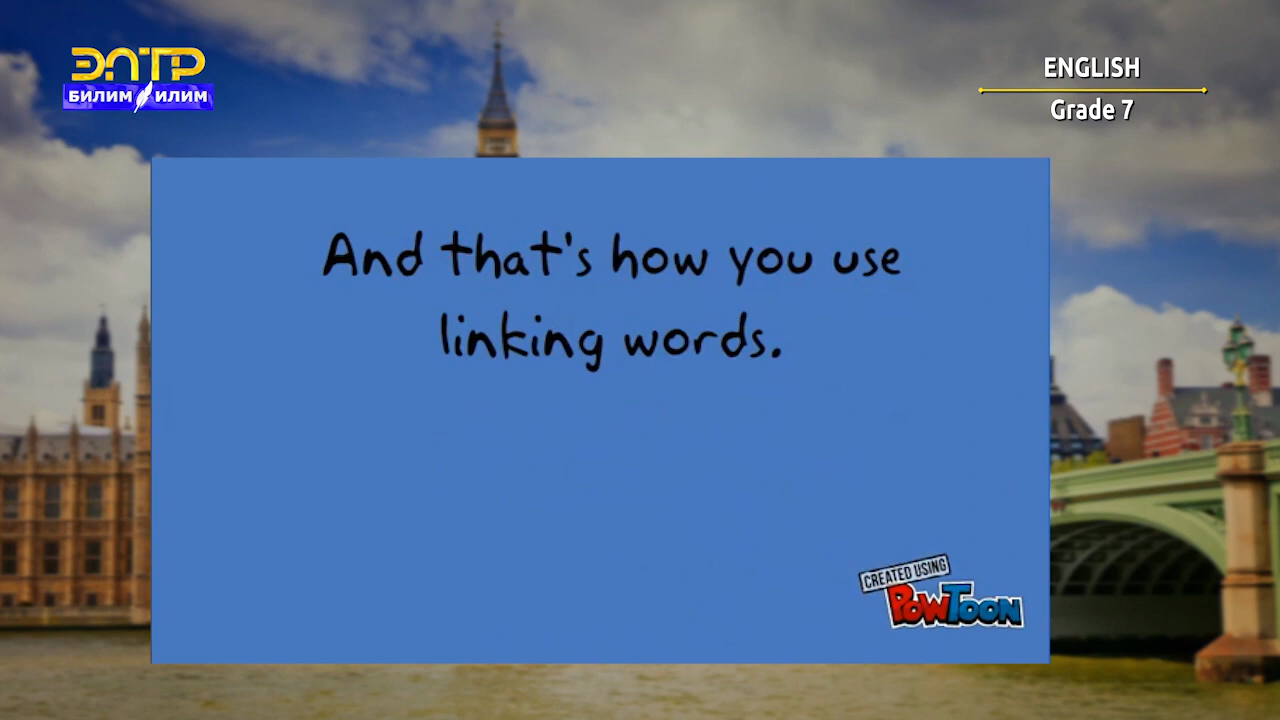 ЭЛТР
БИЛИМ ИЛИМ
ENGLISH
Grade 7
And that's how you use
linking words.
CREATED USING
POWTOON